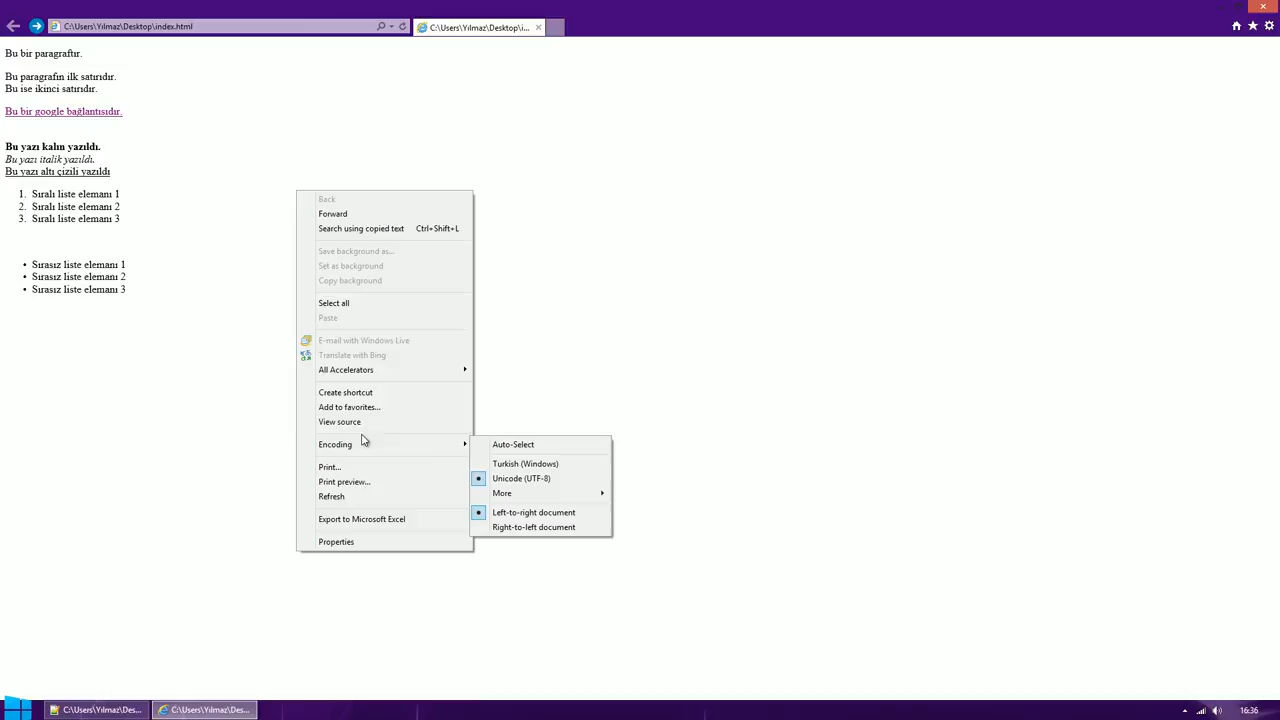 C:\Users\Yılmaz\Desktop\index.html
C:\Users\Yılmaz\Desktop\i...
Bu bir paragraftır.
Bu paragrafın ilk satırıdır.
Bu ise ikinci satırıdır.
Bu bir google bağlantısıdır.
Bu yazı kalın yazıldı.
Bu yazı italik yazıldı.
Bu yazı altı çizili yazıldı
1. Sıralı liste elemanı 1
2. Sıralı liste elemanı 2
3. Sıralı liste elemanı 3
• Sırasız liste elemanı 1
• Sırasız liste elemanı 2
• Sırasız liste elemanı 3
Back
Forward
Search using copied text Ctrl+Shift+L
Save background as...
Set as background
Copy background
Select all
Paste
E-mail with Windows Live
Translate with Bing
All Accelerators
Create shortcut
Add to favorites...
View source
Encoding
Print...
Print preview...
Refresh
Export to Microsoft Excel
Properties
Auto-Select
Turkish (Windows)
Unicode (UTF-8)
More
Left-to-right document
Right-to-left document
C:\Users\Yılmaz\Des...
C:\Users\Yılmaz\Des...
16:36